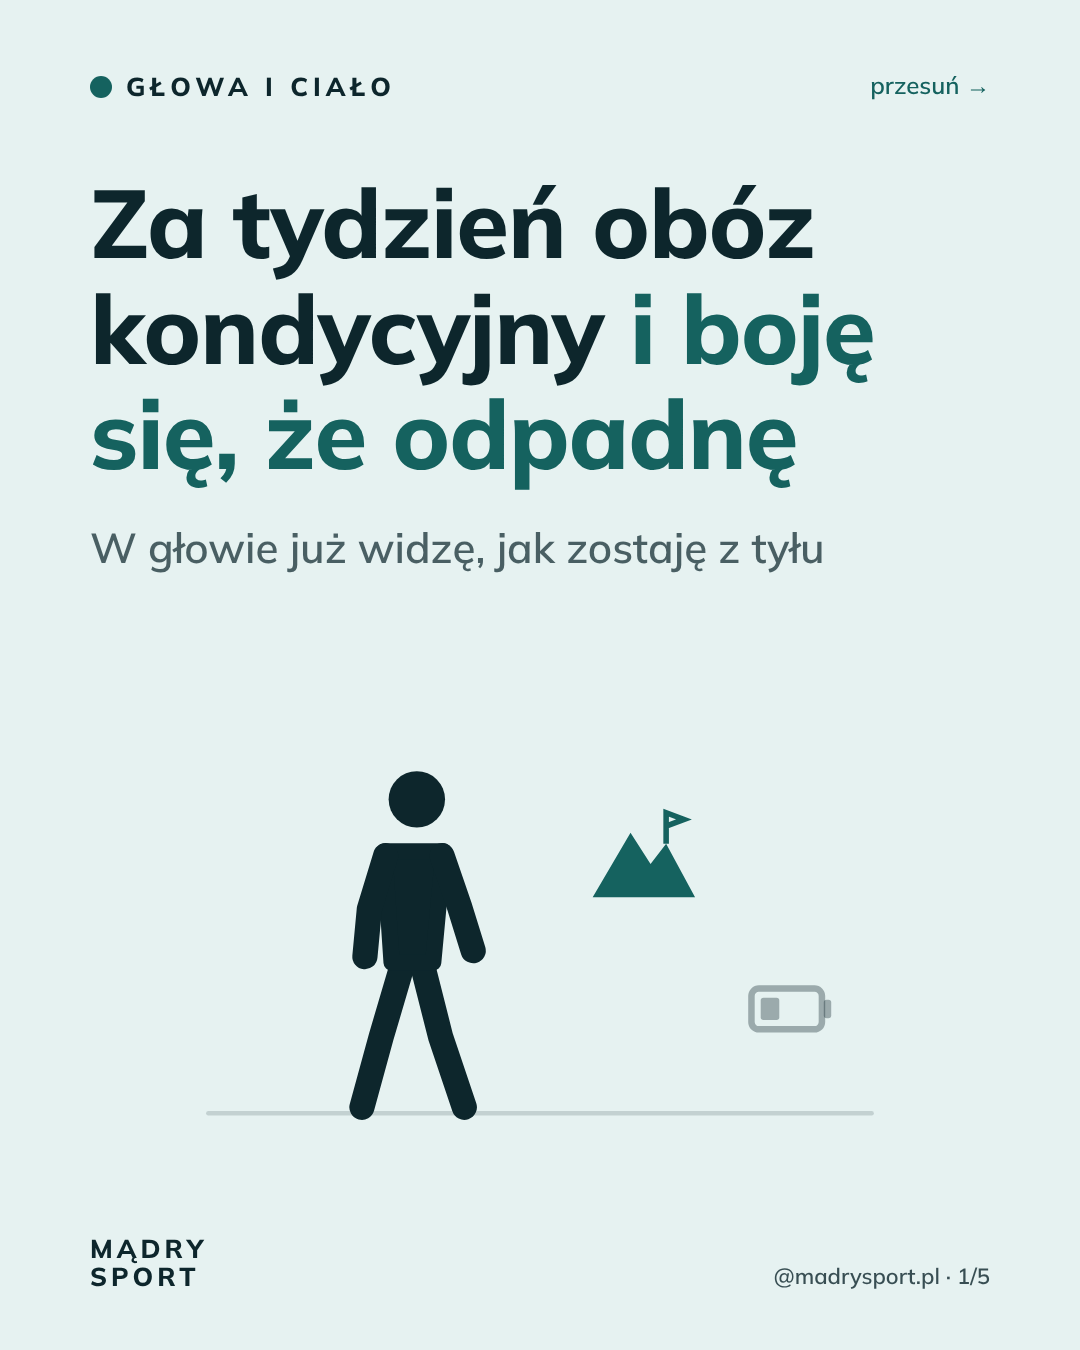 GŁOWA I CIAŁO
przesuń →
Za tydzień obóz
kondycyjny i boję
się, że odpadnę
W głowie już widzę, jak zostaję z tyłu
MĄDRY
SPORT
@madrysport.pl · 1/5